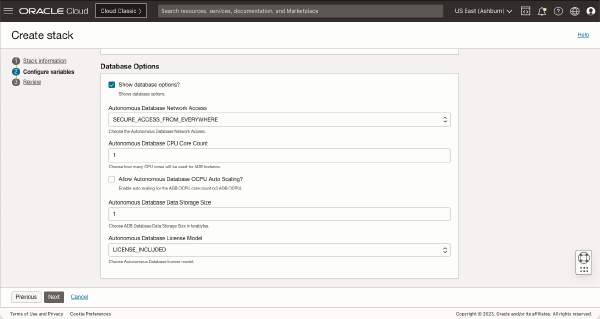 ORACLE Cloud
Cloud Classic >
Search resources, services, documentation, and Marketplace
US East (Ashburn)
Create stack
Help
1 Stack information
2 Configure variables
3 Review
Database Options
Show database options?
Shows database options.
Autonomous Database Network Access
SECURE_ACCESS_FROM_EVERYWHERE
Choose the Autonomous Database Network Access.
Autonomous Database CPU Core Count
1
Choose how many CPU cores will be used for ADB instance.
Allow Autonomous Database OCPU Auto Scaling?
Enable auto scaling for the ADB OCPU core count (x3 ADB OCPU).
Autonomous Database Data Storage Size
1
Choose ADB Database Data Storage Size in terabytes.
Autonomous Database License Model
LICENSE_INCLUDED
Choose Autonomous Database license model.
Previous
Next
Cancel
Terms of Use and Privacy
Cookie Preferences
Copyright © 2023, Oracle and/or its affiliates. All rights reserved.